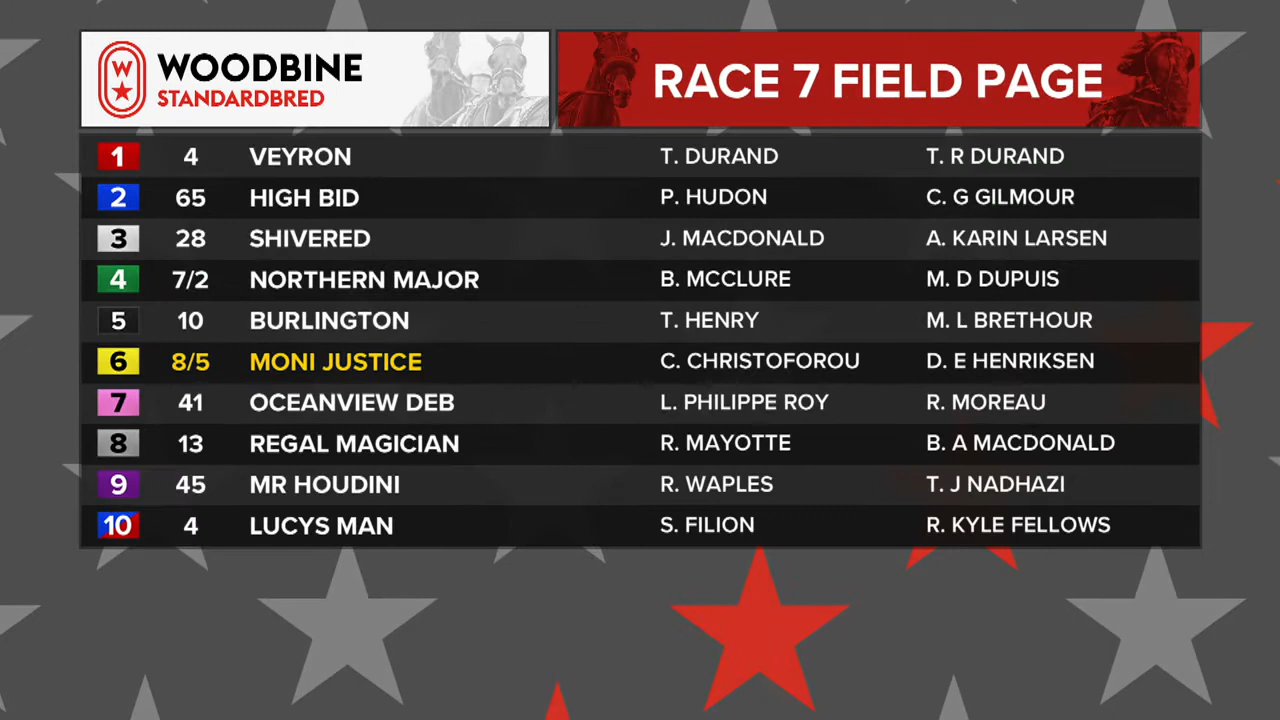 W
WOODBINE
STANDARDBRED
RACE 7 FIELD PAGE
1 4 VEYRON T. DURAND T. R DURAND
2 65 HIGH BID P. HUDON C. G GILMOUR
3 28 SHIVERED J. MACDONALD A. KARIN LARSEN
4 7/2 NORTHERN MAJOR B. MCCLURE M. D DUPUIS
5 10 BURLINGTON T. HENRY M. L BRETHOUR
6 8/5 MONI JUSTICE C. CHRISTOFOROU D. E HENRIKSEN
7 41 OCEANVIEW DEB L. PHILIPPE ROY R. MOREAU
8 13 REGAL MAGICIAN R. MAYOTTE B. A MACDONALD
9 45 MR HOUDINI R. WAPLES T. J NADHAZI
10 4 LUCYS MAN S. FILION R. KYLE FELLOWS